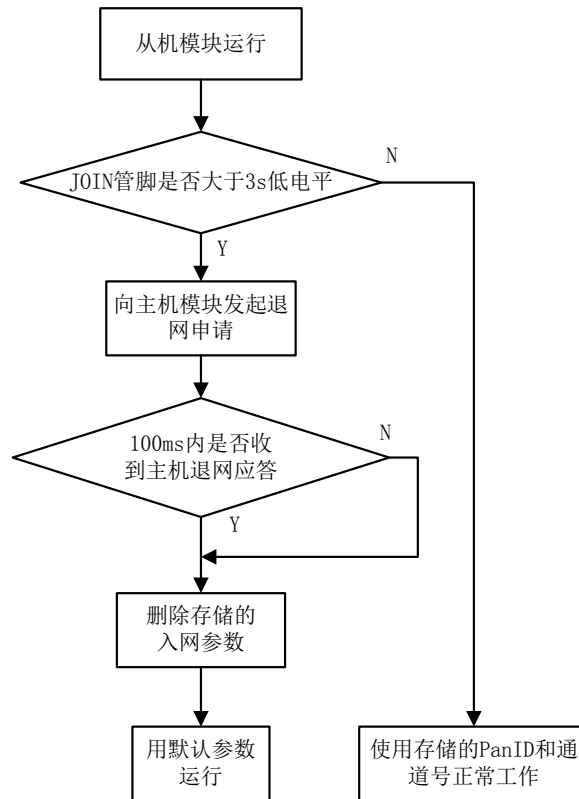 从机模块运行
N
JOIN管脚是否大于3s低电平
Y
向主机模块发起退
网申请
100ms内是否收
到主机退网应答
N
Y
删除存储的
入网参数
用默认参数
运行
使用存储的PanID和通
道号正常工作